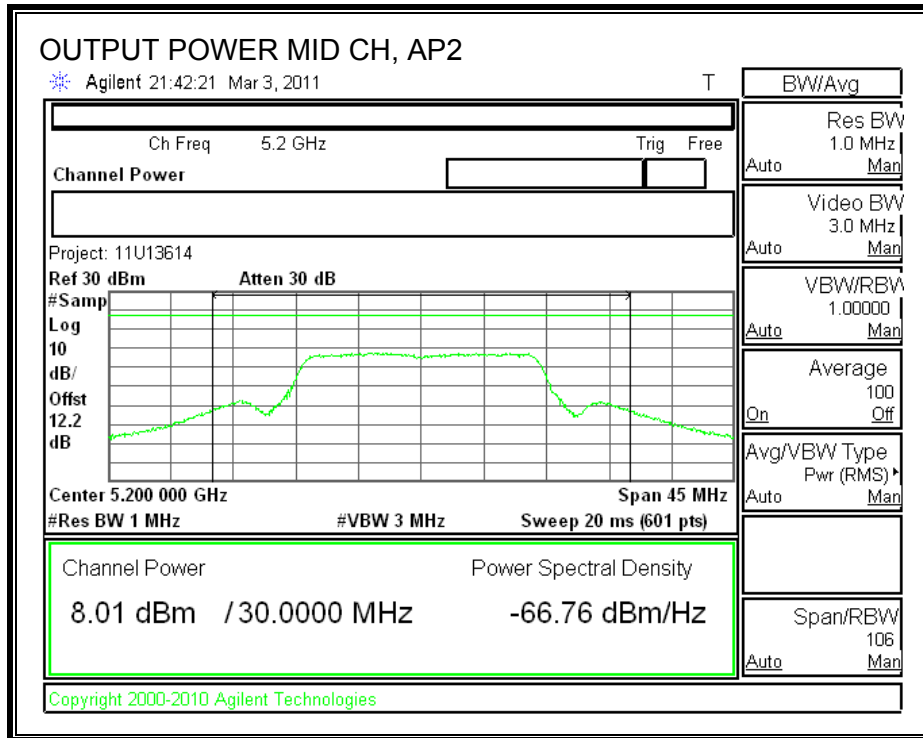 OUTPUT POWER MID CH, AP2
Agilent 21:42:21 Mar 3, 2011 T
Ch Freq 5.2 GHz Trig Free
Channel Power
Project: 11U13614
Ref 30 dBm Atten 30 dB
#Samp
Log
10
dB/
Offst
12.2
dB
Center 5.200 000 GHz Span 45 MHz
#Res BW 1 MHz #VBW 3 MHz Sweep 20 ms (601 pts)
Channel Power Power Spectral Density
8.01 dBm / 30.0000 MHz -66.76 dBm/Hz
Copyright 2000-2010 Agilent Technologies
BW/Avg
Res BW
1.0 MHz
Auto Man
Video BW
3.0 MHz
Auto Man
VBW/RBW
1.00000
Auto Man
Average
100
On Off
Avg/VBW Type
Pwr (RMS)
Auto Man
Span/RBW
106
Auto Man